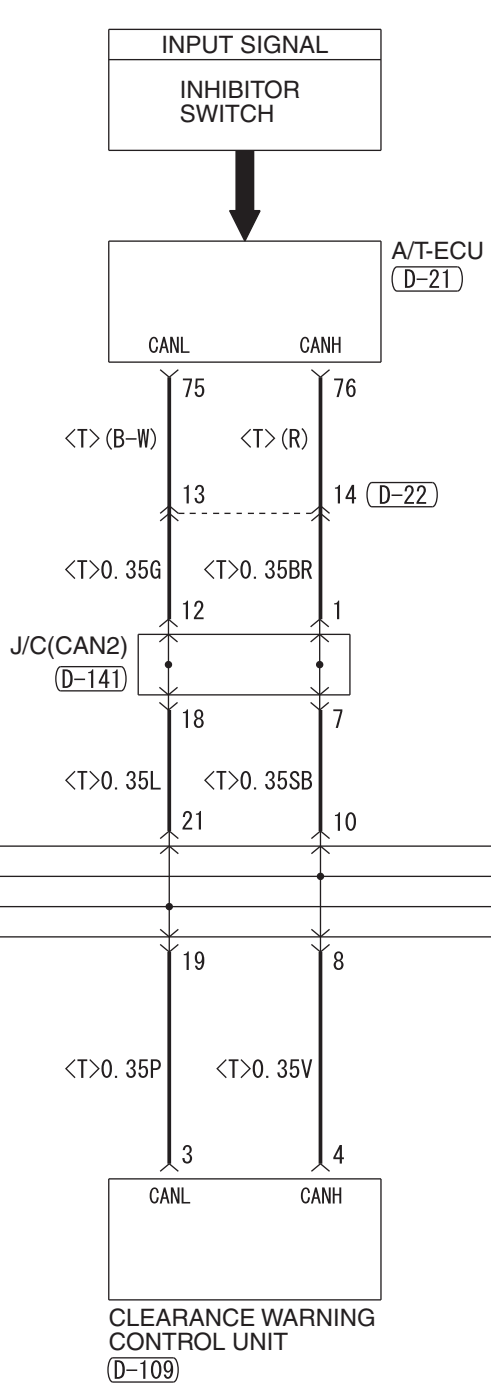 INPUT SIGNAL
INHIBITOR
SWITCH
A/T-ECU
D-21
CANL CANH
75 76
<T>(B-W) <T>(R)
13 14 D-22
<T>0.35G <T>0.35BR
12 1
J/C(CAN2)
D-141
18 7
<T>0.35L <T>0.35SB
21 10
19 8
<T>0.35P <T>0.35V
3 4
CANL CANH
CLEARANCE WARNING
CONTROL UNIT
D-109